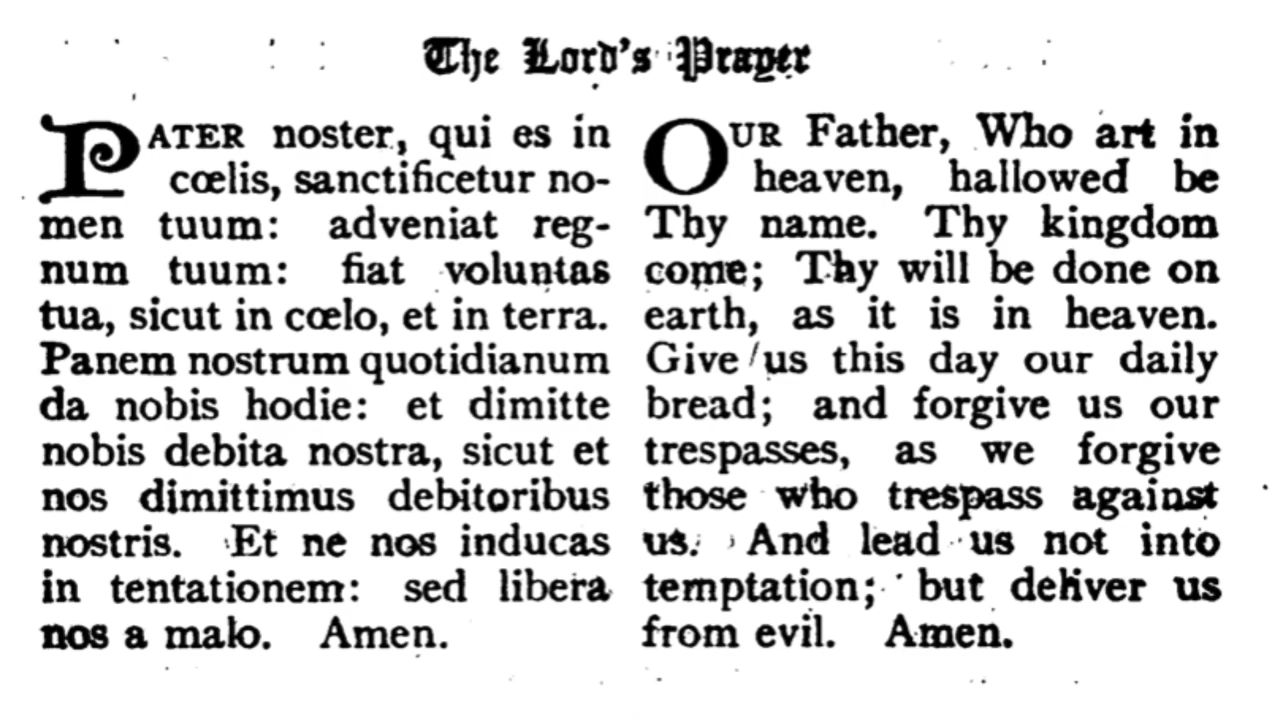 The Lord's Prayer
PATER noster, qui es in
cœlis, sanctificetur no-
men tuum: adveniat reg-
num tuum: fiat voluntas
tua, sicut in cœlo, et in terra.
Panem nostrum quotidianum
da nobis hodie: et dimitte
nobis debita nostra, sicut et
nos dimittimus debitoribus
nostris. Et ne nos inducas
in tentationem: sed libera
nos a malo. Amen.
OUR Father, Who art in
heaven, hallowed be
Thy name. Thy kingdom
come; Thy will be done on
earth, as it is in heaven.
Give us this day our daily
bread; and forgive us our
trespasses, as we forgive
those who trespass against
us. And lead us not into
temptation; but deliver us
from evil. Amen.